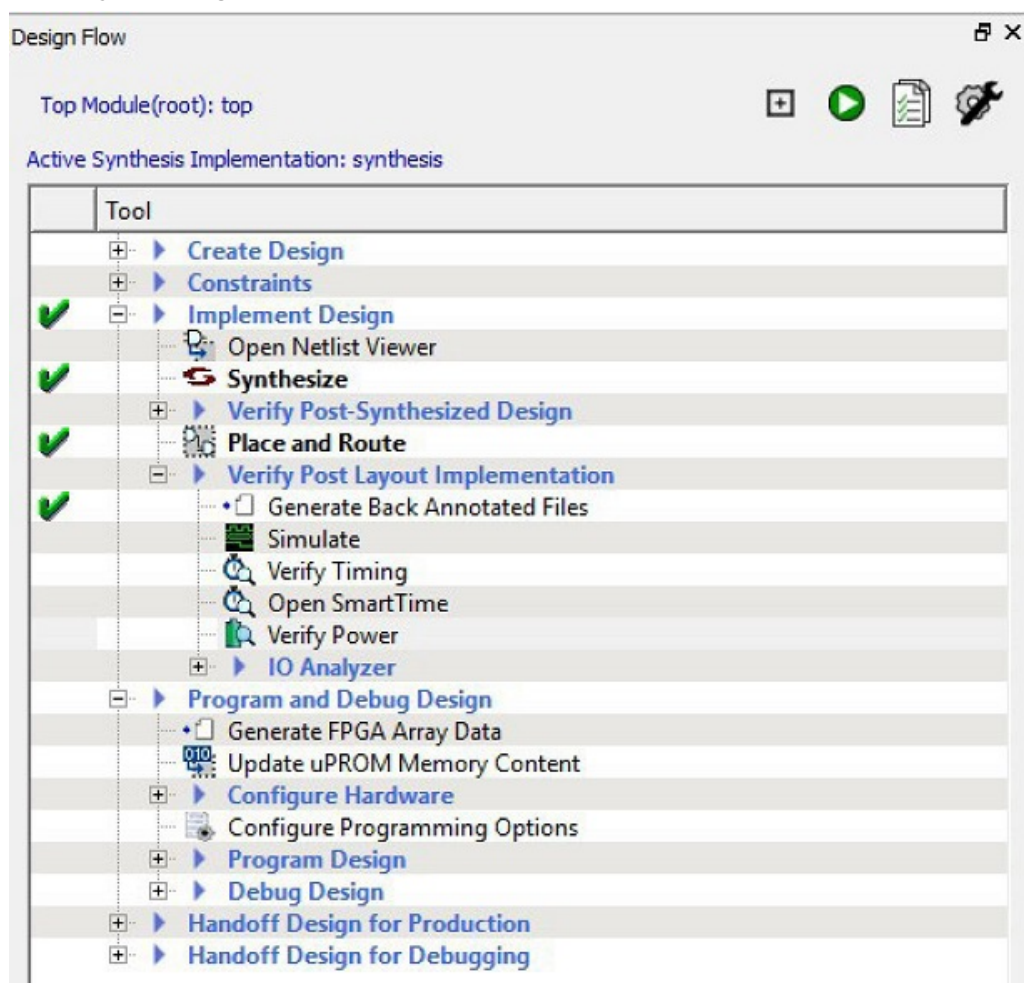 Design Flow
Top Module(root): top
Active Synthesis Implementation: synthesis
Tool
Create Design
Constraints
Implement Design
Open Netlist Viewer
Synthesize
Verify Post-Synthesized Design
Place and Route
Verify Post Layout Implementation
Generate Back Annotated Files
Simulate
Verify Timing
Open SmartTime
Verify Power
IO Analyzer
Program and Debug Design
Generate FPGA Array Data
010 Update uPROM Memory Content
Configure Hardware
Configure Programming Options
Program Design
Debug Design
Handoff Design for Production
Handoff Design for Debugging